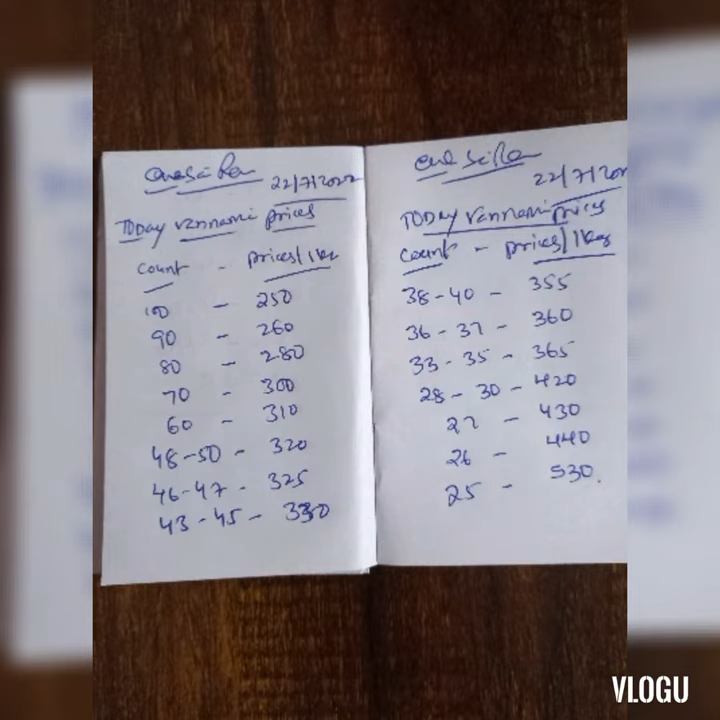 22/7/2022
TODay vannami prices
count - prices/1kg
100 - 250
90 - 260
80 - 280
70 - 300
60 - 310
48-50 - 320
46-47 - 325
43-45 - 330
22/7/202
TODay vannami prices
count - prices/1kg
38-40 - 355
36-37 - 360
33-35 - 365
28-30 - 420
27 - 430
26 - 440
25 - 530.
VLOGU